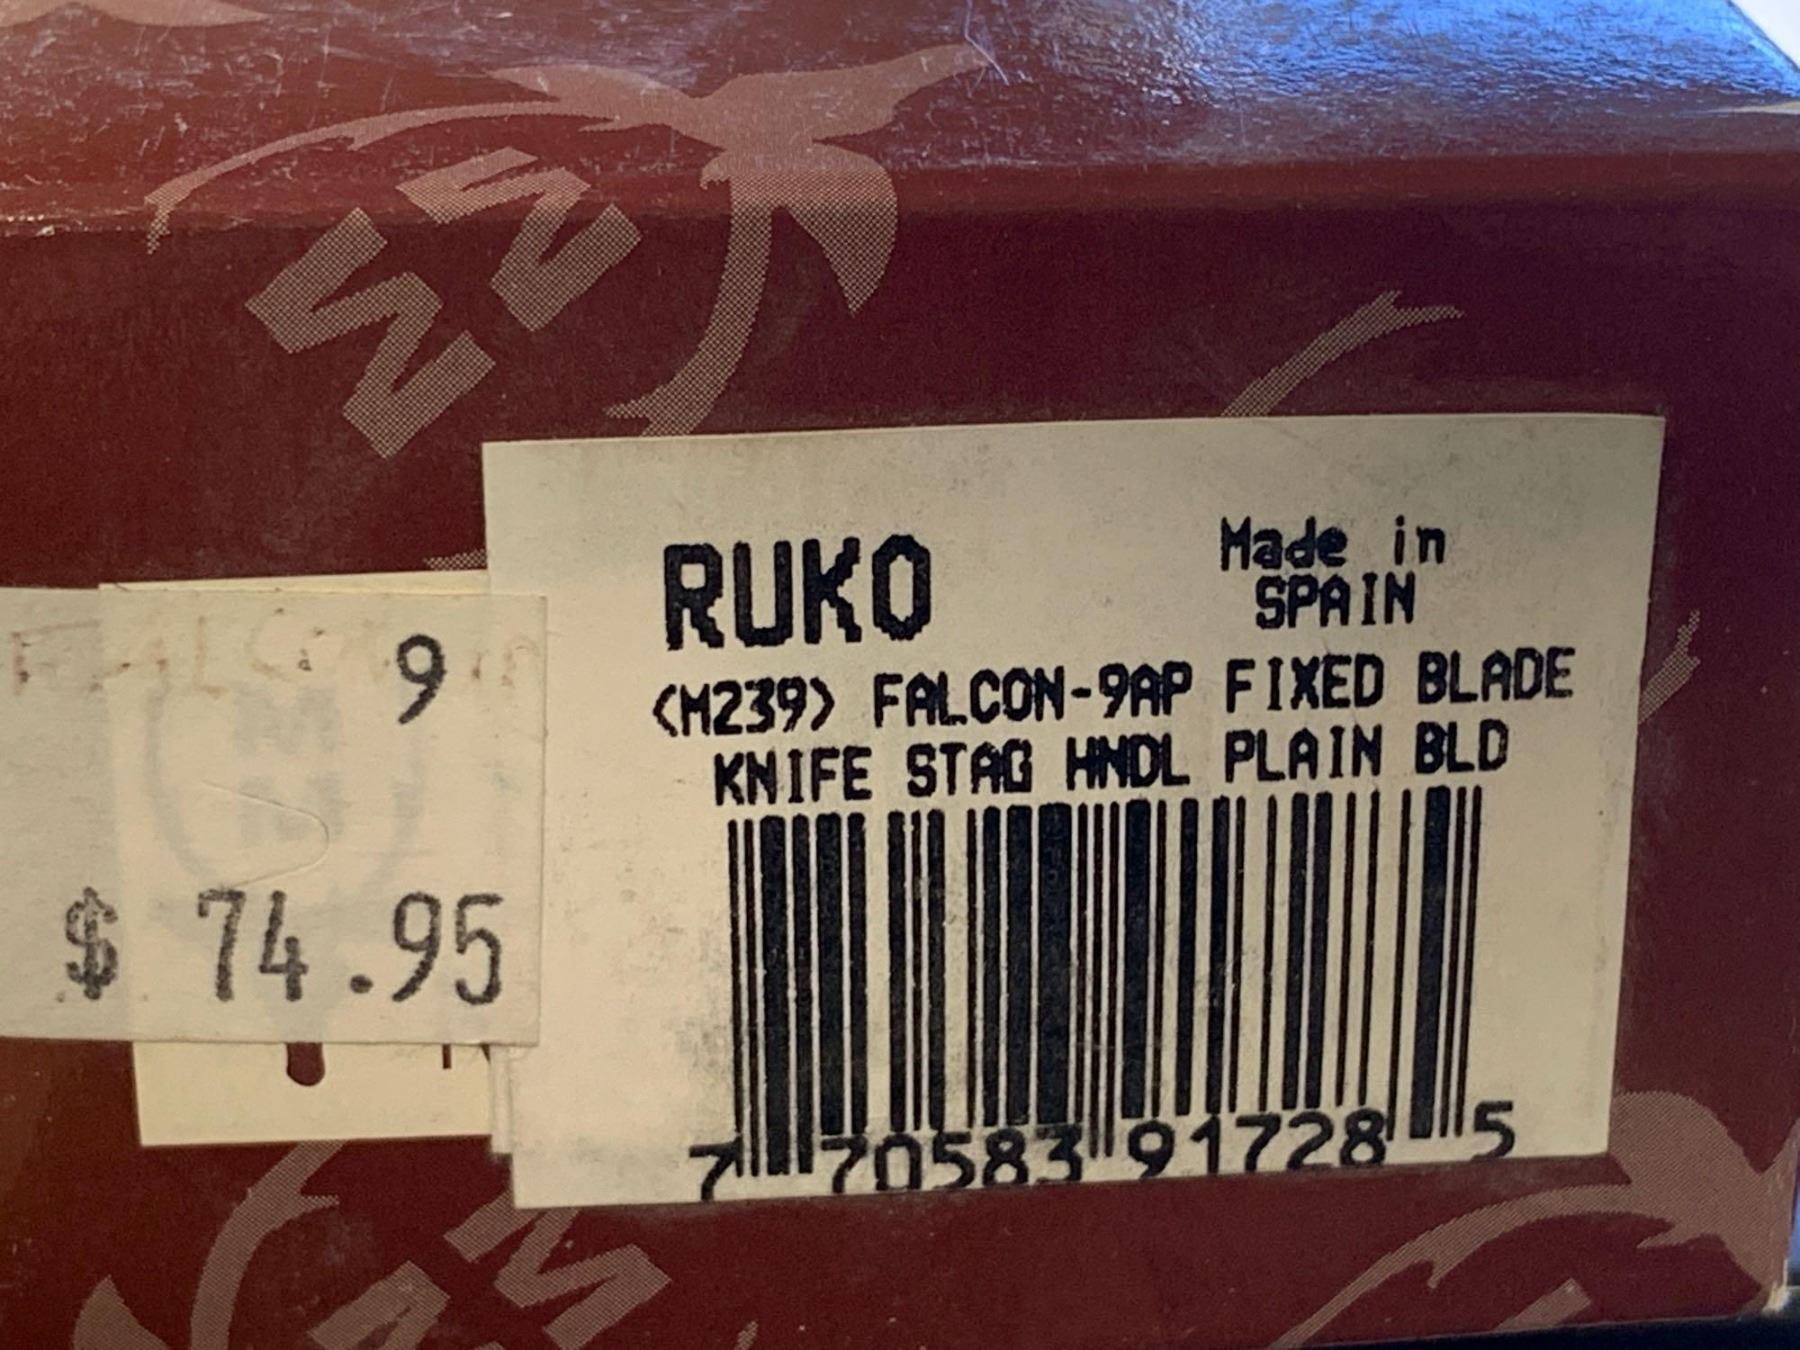 RUKO
Made in
SPAIN
(M239) FALCON-9AP FIXED BLADE
KNIFE STAG HNDL PLAIN BLD
7 70583 91728 5
9
$ 74.95